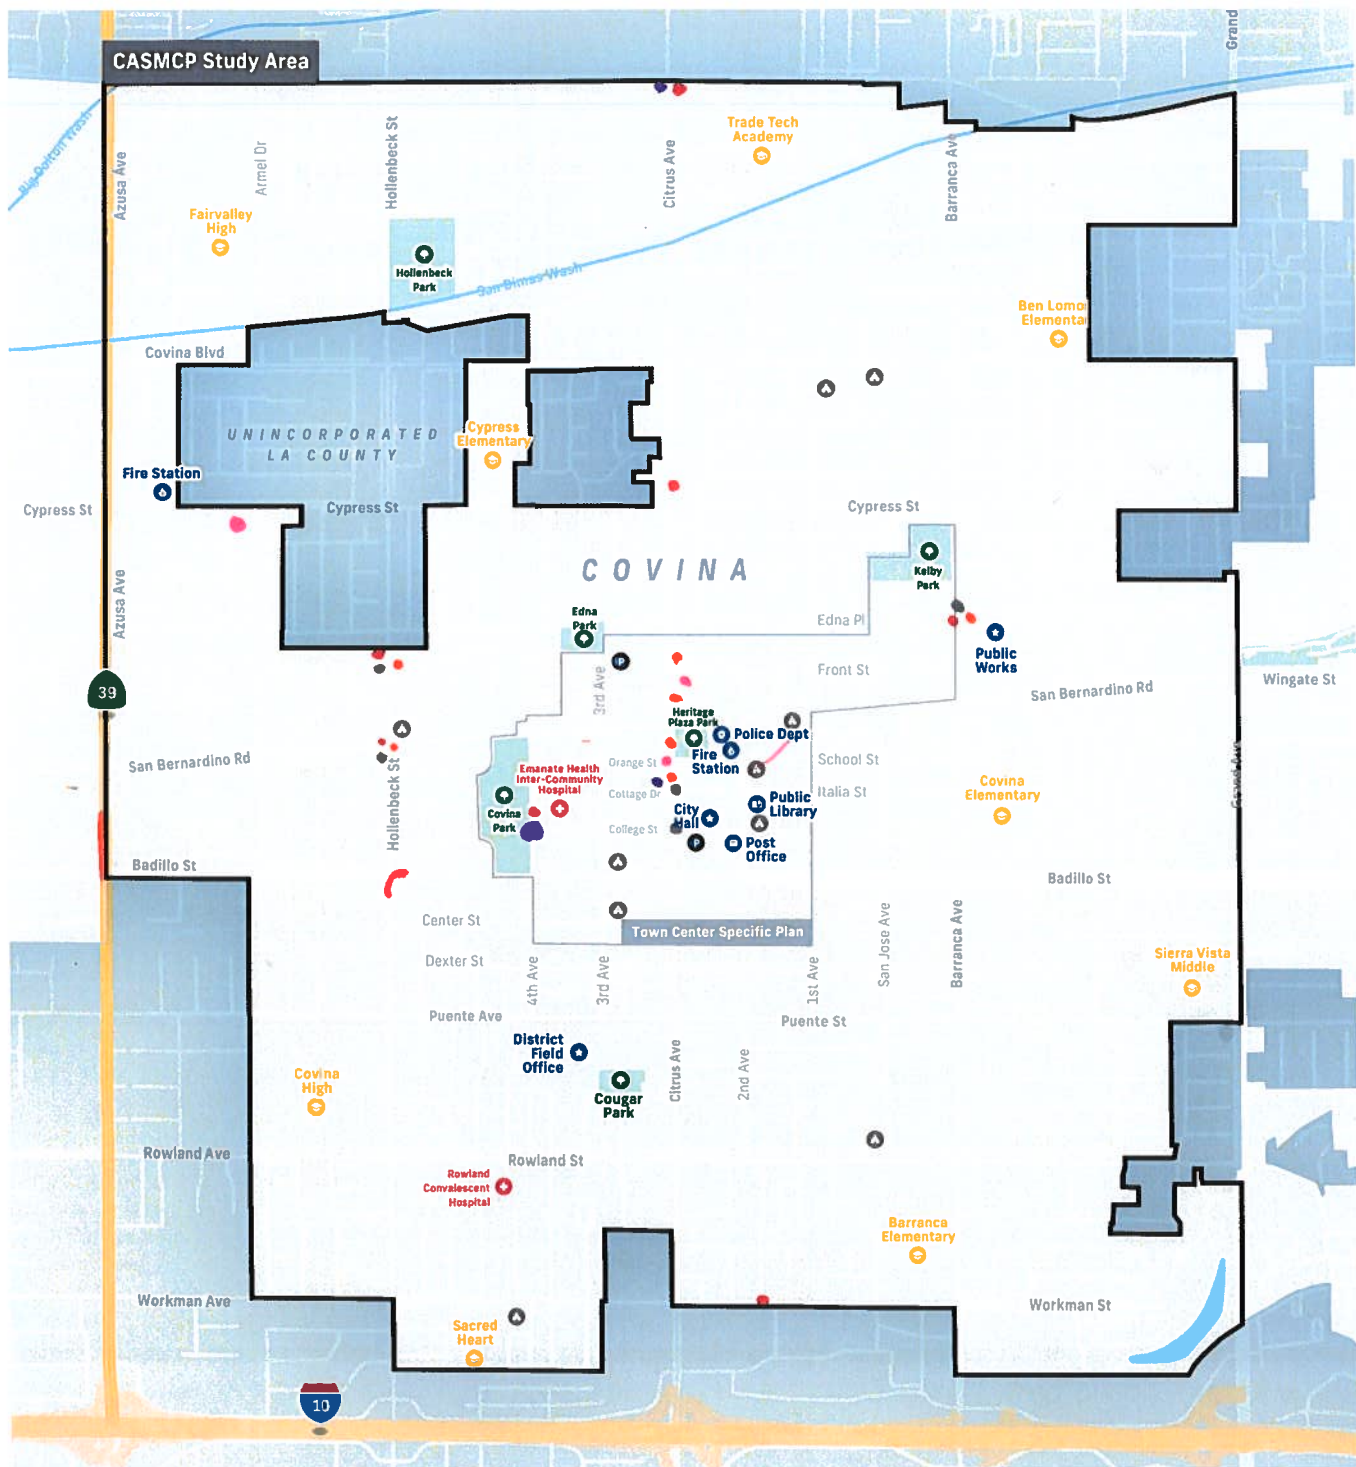 CASMCP Study Area
Grand
Big Dalton Wash
Azusa Ave
Armel Dr
Hollenbeck St
Citrus Ave
Trade Tech
Academy
Barranca Ave
Fairvalley
High
Hollenbeck
Park
San Dimas Wash
Ben Lomo
Elementa
Covina Blvd
UNINCORPORATED
LA COUNTY
Cypress
Elementary
Fire Station
Cypress St
Cypress St
Cypress St
COVINA
Kelby
Park
Azusa Ave
Edna
Park
Edna Pl
Public
Works
P
3rd Ave
Front St
San Bernardino Rd
Wingate St
39
Heritage
Plaza Park
Police Dept
Fire
Station
San Bernardino Rd
Hollenbeck St
Emanate Health
Inter-Community
Hospital
Orange St
School St
Grand Ave
Cottage Dr
Italia St
Covina
Elementary
Covina
Park
City
Hall
Public
Library
College St
P
Post
Office
Badillo St
Badillo St
Center St
Town Center Specific Plan
San Jose Ave
Barranca Ave
Dexter St
4th Ave
3rd Ave
1st Ave
Sierra Vista
Middle
Puente Ave
Puente St
District
Field
Office
Citrus Ave
2nd Ave
Covina
High
Cougar
Park
Rowland Ave
Rowland St
Rowland
Convalescent
Hospital
Barranca
Elementary
Workman Ave
Workman St
Sacred
Heart
10